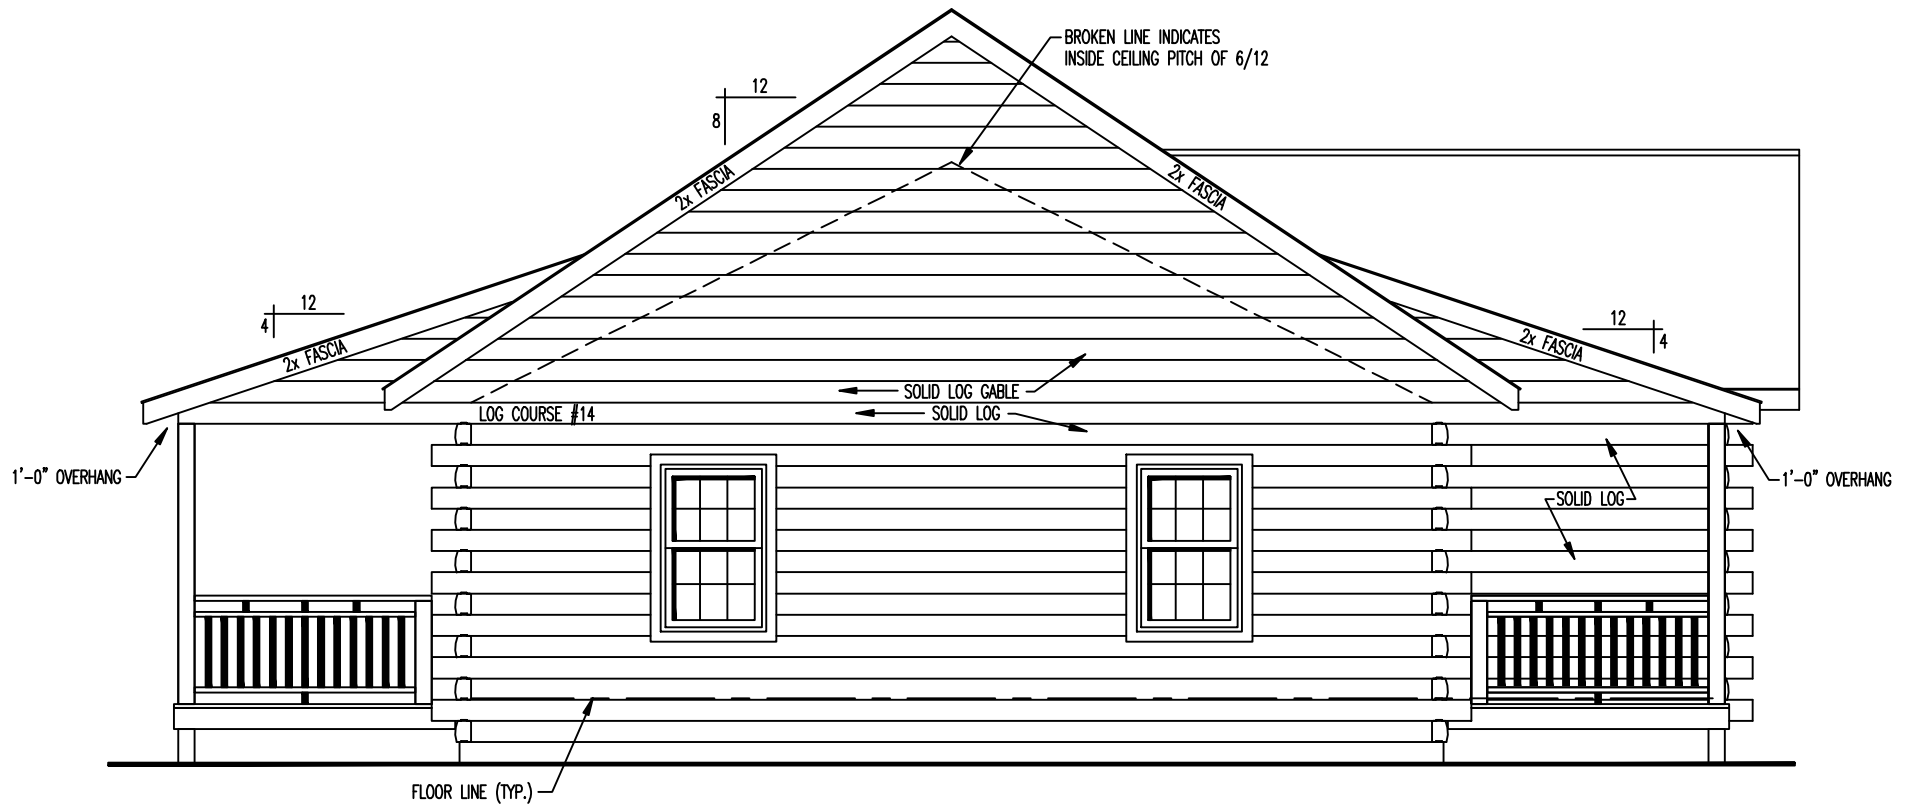 BROKEN LINE INDICATES
INSIDE CEILING PITCH OF 6/12
12
8
2x FASCIA
2x FASCIA
12
4
2x FASCIA
12
4
2x FASCIA
SOLID LOG GABLE
LOG COURSE #14
SOLID LOG
1'-0" OVERHANG
1'-0" OVERHANG
SOLID LOG
FLOOR LINE (TYP.)